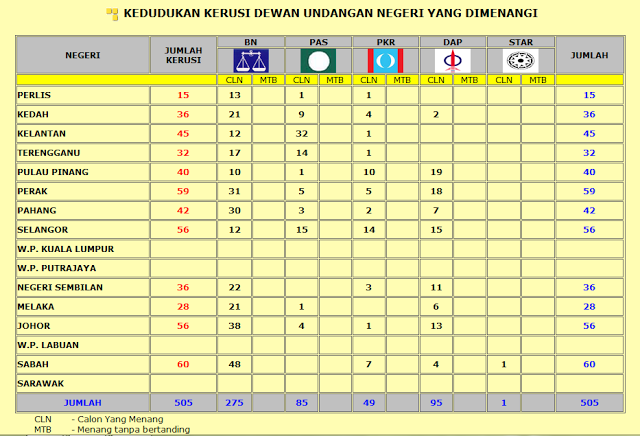 KEDUDUKAN KERUSI DEWAN UNDANGAN NEGERI YANG DIMENANGI
NEGERI JUMLAH KERUSI BN PAS PKR DAP STAR JUMLAH
CLN MTB CLN MTB CLN MTB CLN MTB CLN MTB
PERLIS 15 13 1 1 15
KEDAH 36 21 9 4 2 36
KELANTAN 45 12 32 1 45
TERENGGANU 32 17 14 1 32
PULAU PINANG 40 10 1 10 19 40
PERAK 59 31 5 5 18 59
PAHANG 42 30 3 2 7 42
SELANGOR 56 12 15 14 15 56
W.P. KUALA LUMPUR
W.P. PUTRAJAYA
NEGERI SEMBILAN 36 22 3 11 36
MELAKA 28 21 1 6 28
JOHOR 56 38 4 1 13 56
W.P. LABUAN
SABAH 60 48 7 4 1 60
SARAWAK
JUMLAH 505 275 85 49 95 1 505
CLN - Calon Yang Menang
MTB - Menang tanpa bertanding